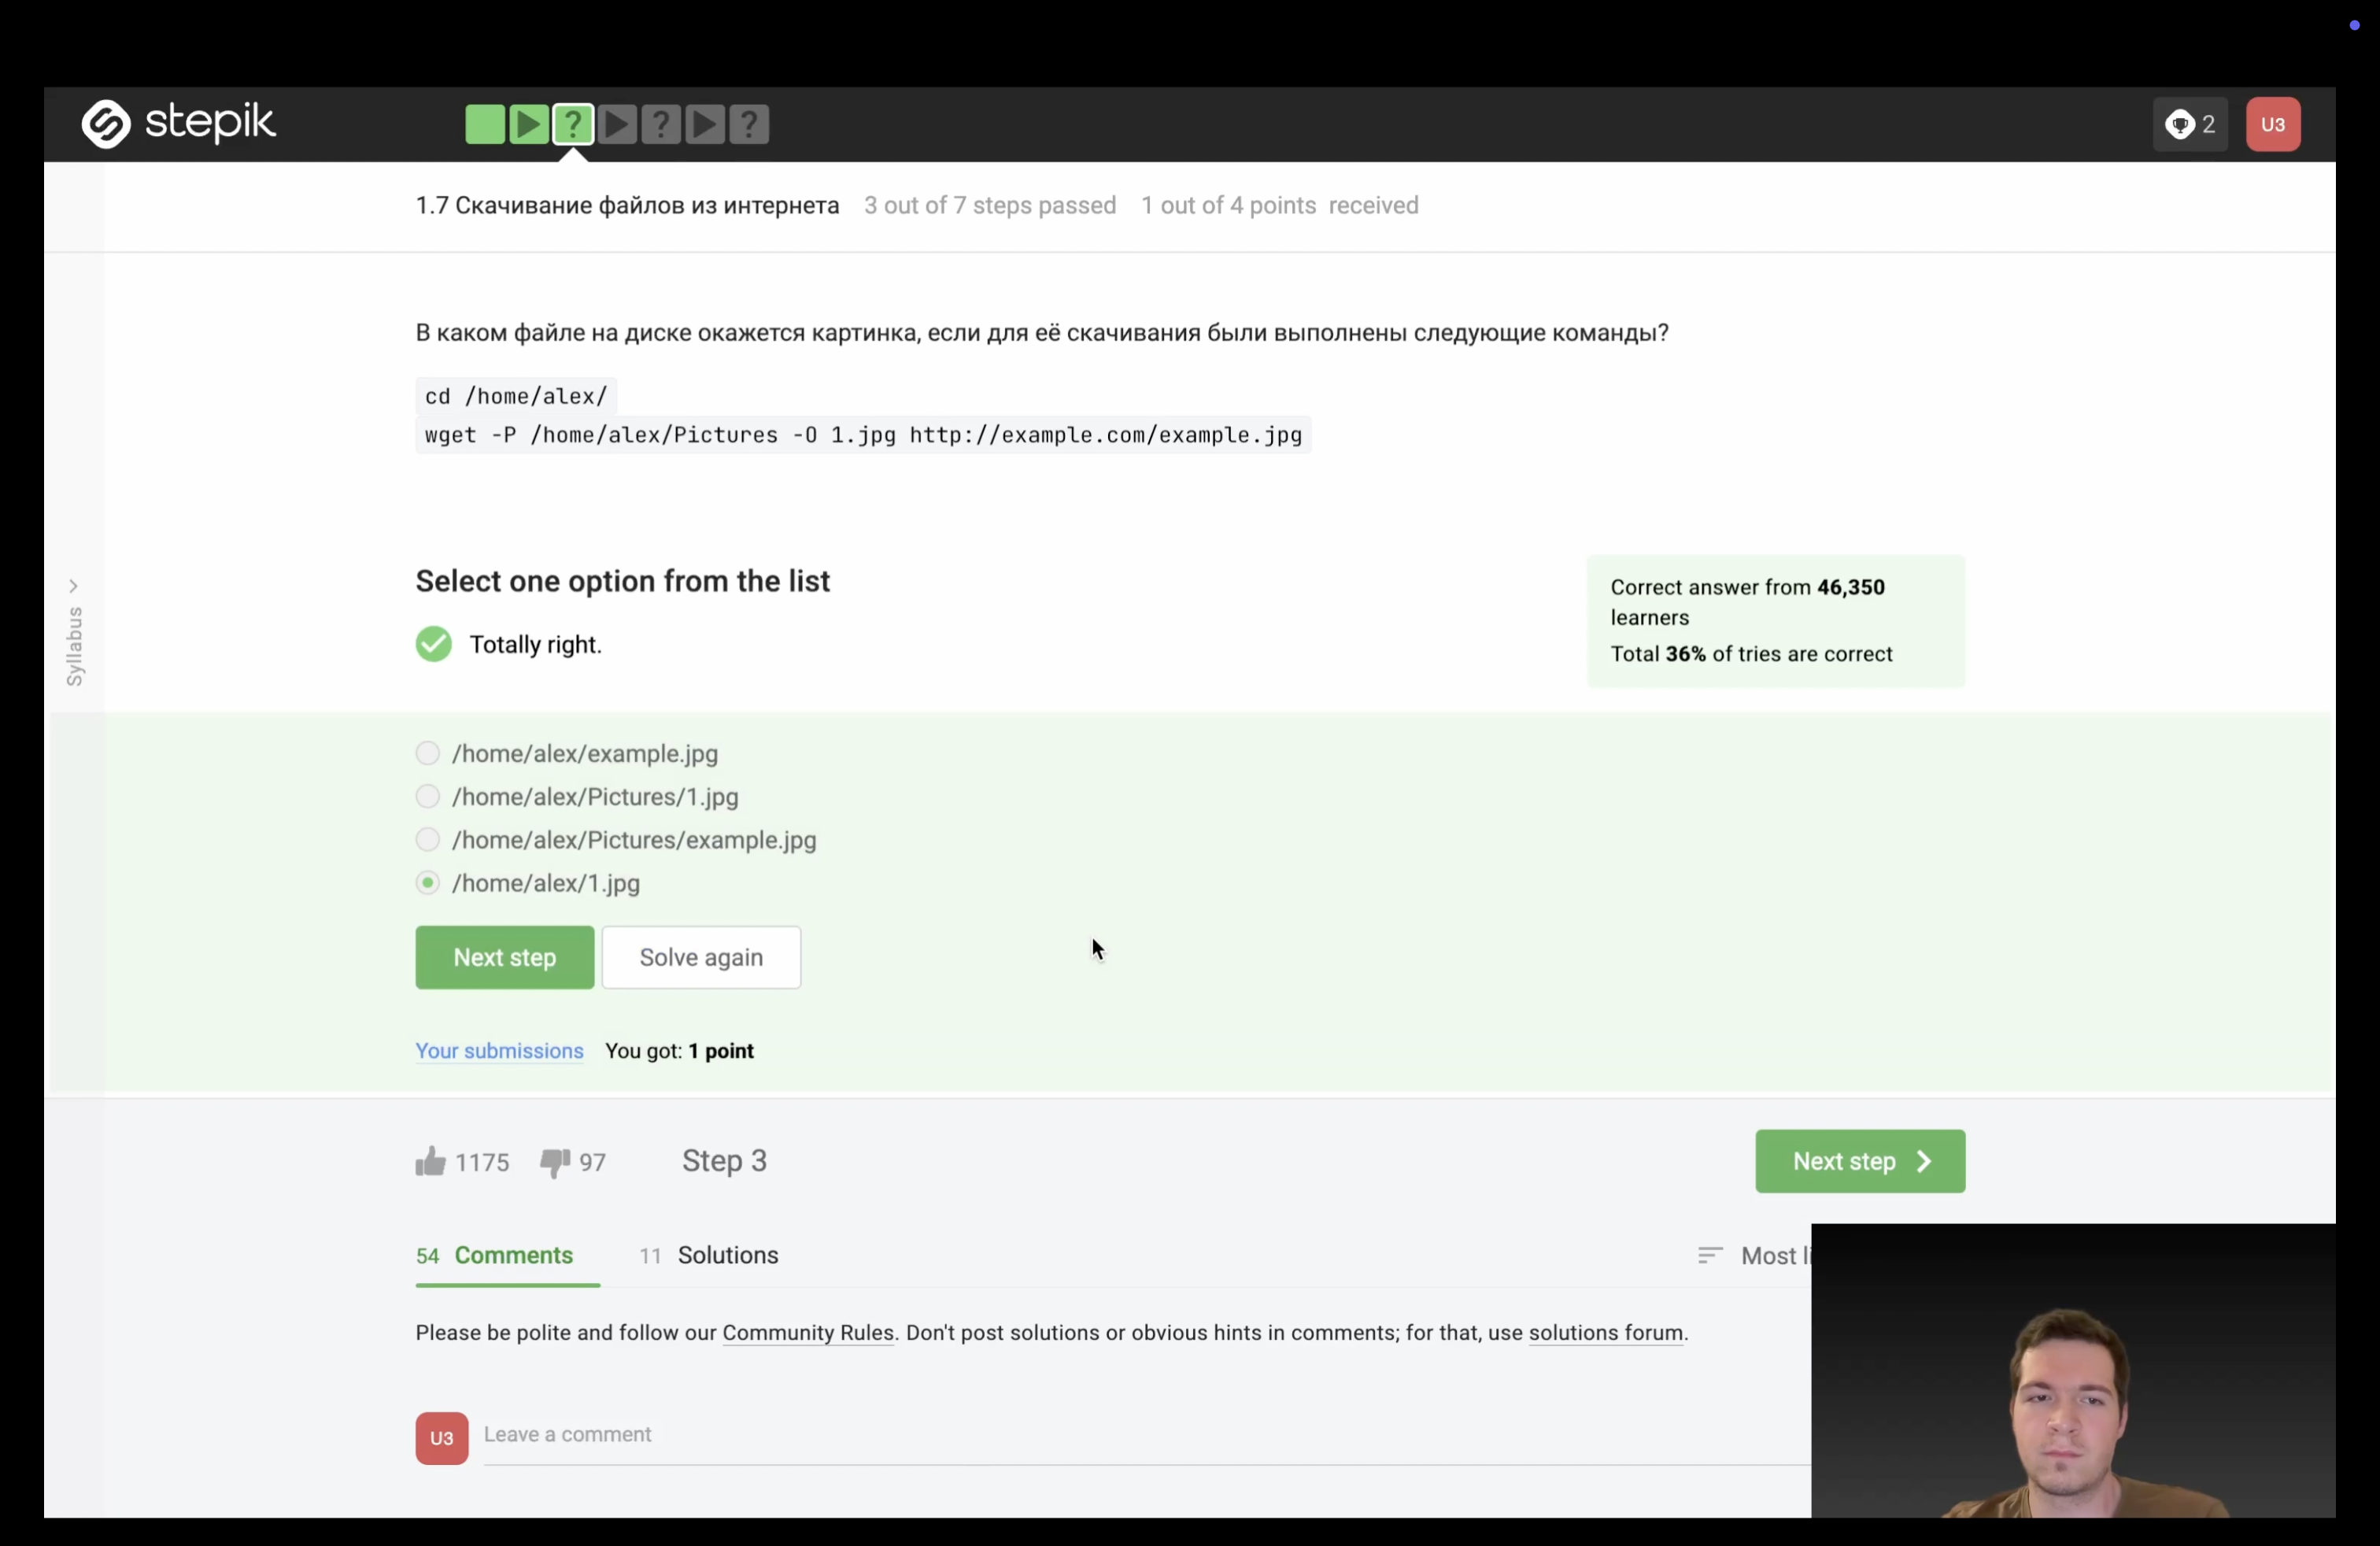 stepik
?
?
?
2
U3
1.7 Скачивание файлов из интернета 3 out of 7 steps passed 1 out of 4 points received
В каком файле на диске окажется картинка, если для её скачивания были выполнены следующие команды?
cd /home/alex/
wget -P /home/alex/Pictures -O 1.jpg http://example.com/example.jpg
Syllabus
Select one option from the list
Totally right.
Correct answer from 46,350
learners
Total 36% of tries are correct
/home/alex/example.jpg
/home/alex/Pictures/1.jpg
/home/alex/Pictures/example.jpg
/home/alex/1.jpg
Next step Solve again
Your submissions You got: 1 point
1175 97 Step 3 Next step
54 Comments 11 Solutions Most
Please be polite and follow our Community Rules. Don't post solutions or obvious hints in comments; for that, use solutions forum.
U3 Leave a comment